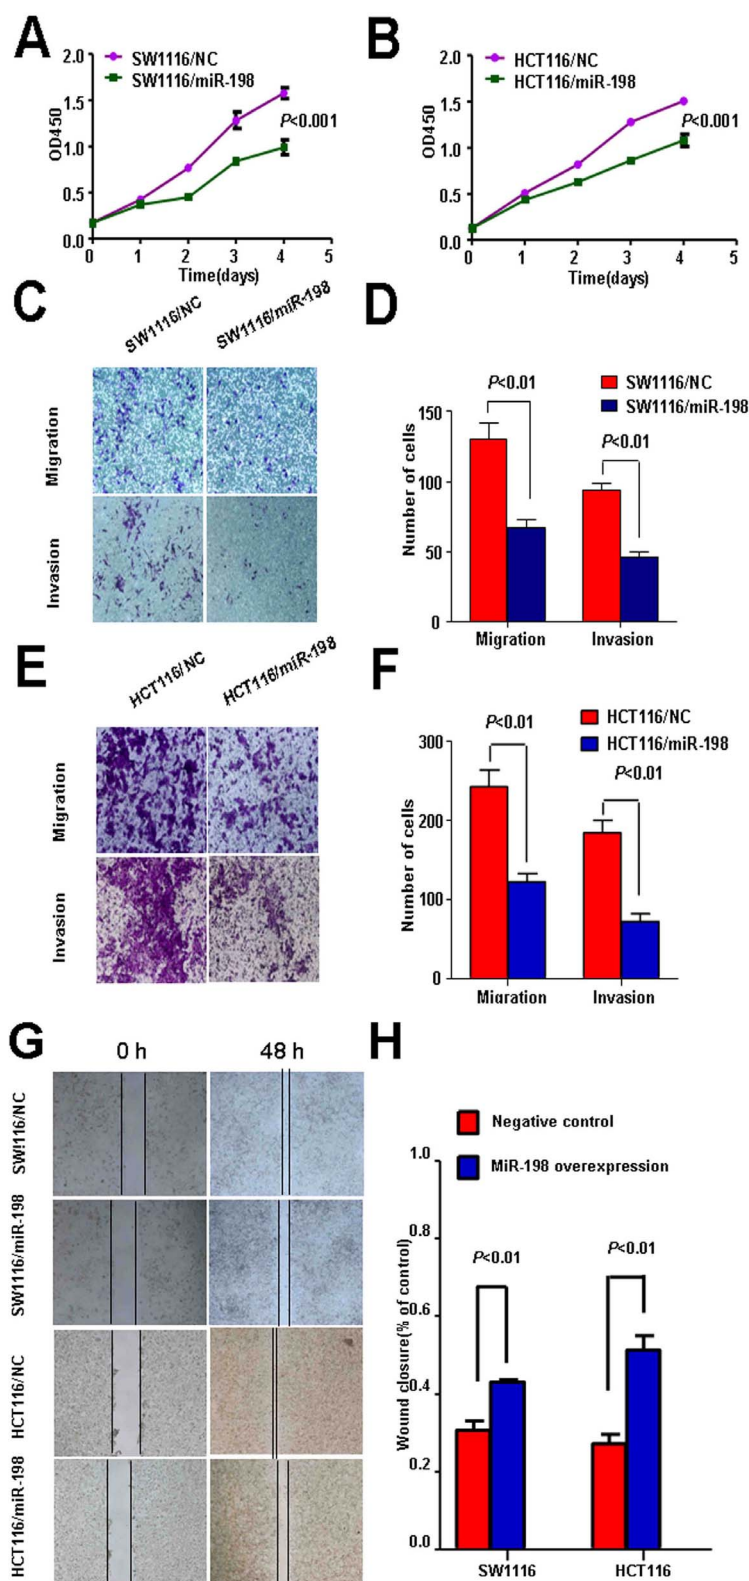 A
2.0
1.5
1.0
0.5
0.0
OD450
SW1116/NC
SW1116/miR-198
P<0.001
0 1 2 3 4 5
Time(days)
B
2.0
1.5
1.0
0.5
0.0
OD450
HCT116/NC
HCT116/miR-198
P<0.001
0 1 2 3 4 5
Time(days)
C
SW1116/NC
SW1116/miR-198
Migration
Invasion
D
SW1116/NC
SW1116/miR-198
P<0.01
P<0.01
150
100
50
0
Number of cells
Migration Invasion
E
HCT116/NC
HCT116/miR-198
Migration
Invasion
F
HCT116/NC
HCT116/miR-198
P<0.01
P<0.01
300
200
100
0
Number of cells
Migration Invasion
G
0 h 48 h
SW!116/NC
SW1116/miR-198
HCT116/NC
HCT116/miR-198
H
Negative control
MiR-198 overexpression
1.0
0.8
0.6
0.4
0.2
0.0
Wound closure(% of control)
P<0.01
P<0.01
SW1116 HCT116